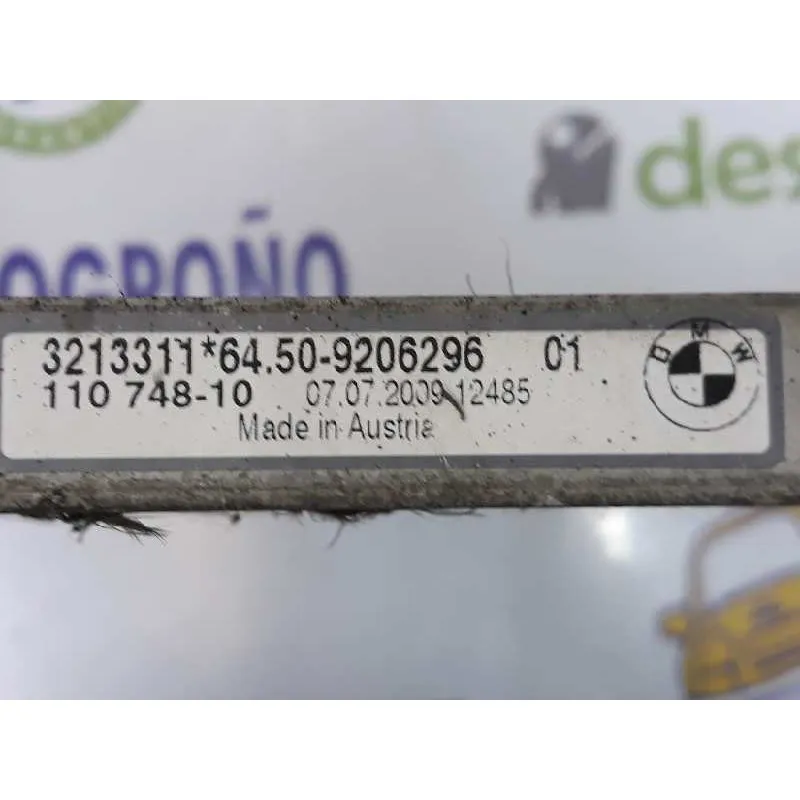 des
OGROÑO
3213311*64.50-9206296 01
110 748-10 07.07.2009 12485
Made in Austria
BMW